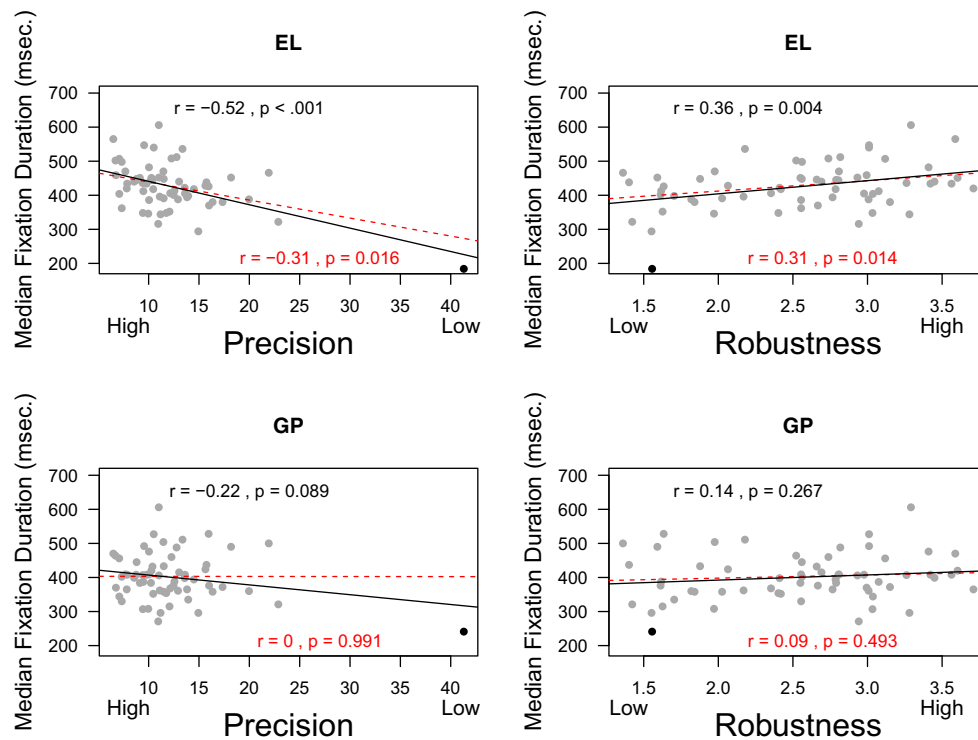 EL
Median Fixation Duration (msec.)
700
600
500
400
300
200
r = −0.52 , p < .001
r = −0.31 , p = 0.016
10 15 20 25 30 35 40
High Low
Precision
EL
Median Fixation Duration (msec.)
700
600
500
400
300
200
r = 0.36 , p = 0.004
r = 0.31 , p = 0.014
1.5 2.0 2.5 3.0 3.5
Low High
Robustness
GP
Median Fixation Duration (msec.)
700
600
500
400
300
200
r = −0.22 , p = 0.089
r = 0 , p = 0.991
10 15 20 25 30 35 40
High Low
Precision
GP
Median Fixation Duration (msec.)
700
600
500
400
300
200
r = 0.14 , p = 0.267
r = 0.09 , p = 0.493
1.5 2.0 2.5 3.0 3.5
Low High
Robustness